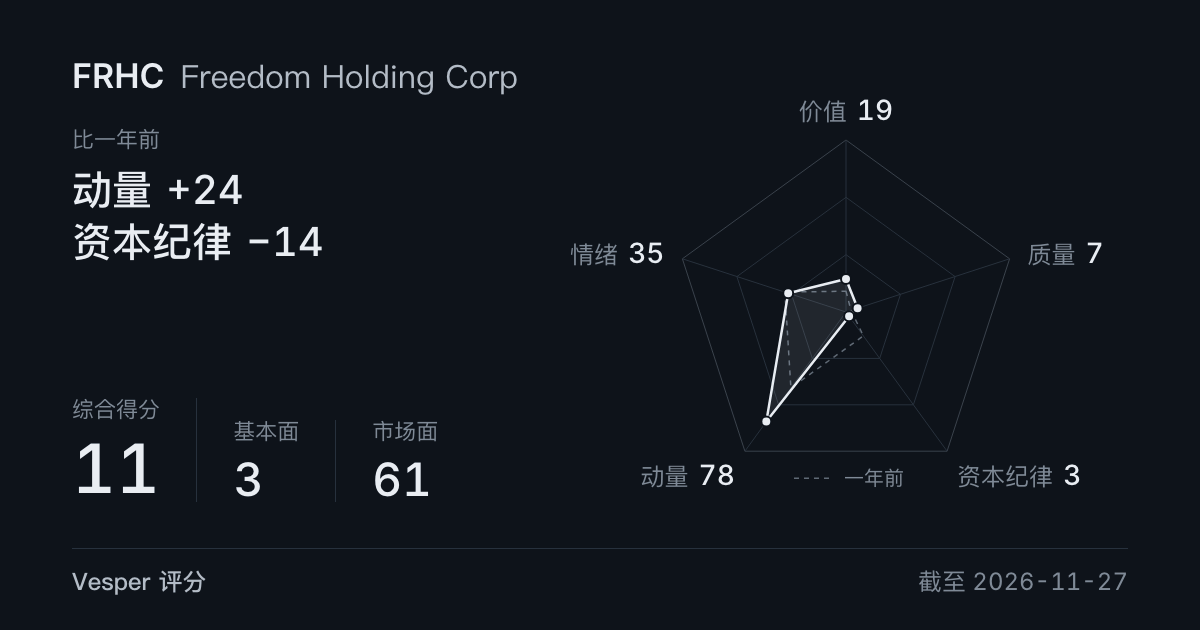 FRHC Freedom Holding Corp
比一年前
动量 +24
资本纪律 −14
综合得分
11
基本面
3
市场面
61
价值 19
质量 7
情绪 35
动量 78
---- 一年前
资本纪律 3
Vesper 评分
截至 2026-11-27